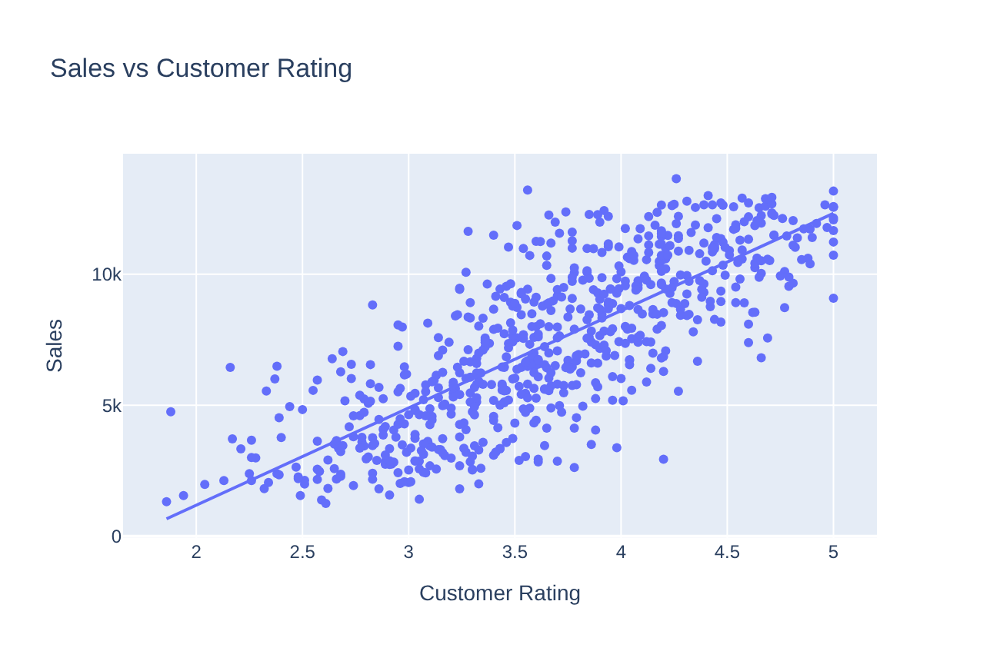 Sales vs Customer Rating
10k
5k
0
Sales
2 2.5 3 3.5 4 4.5 5
Customer Rating